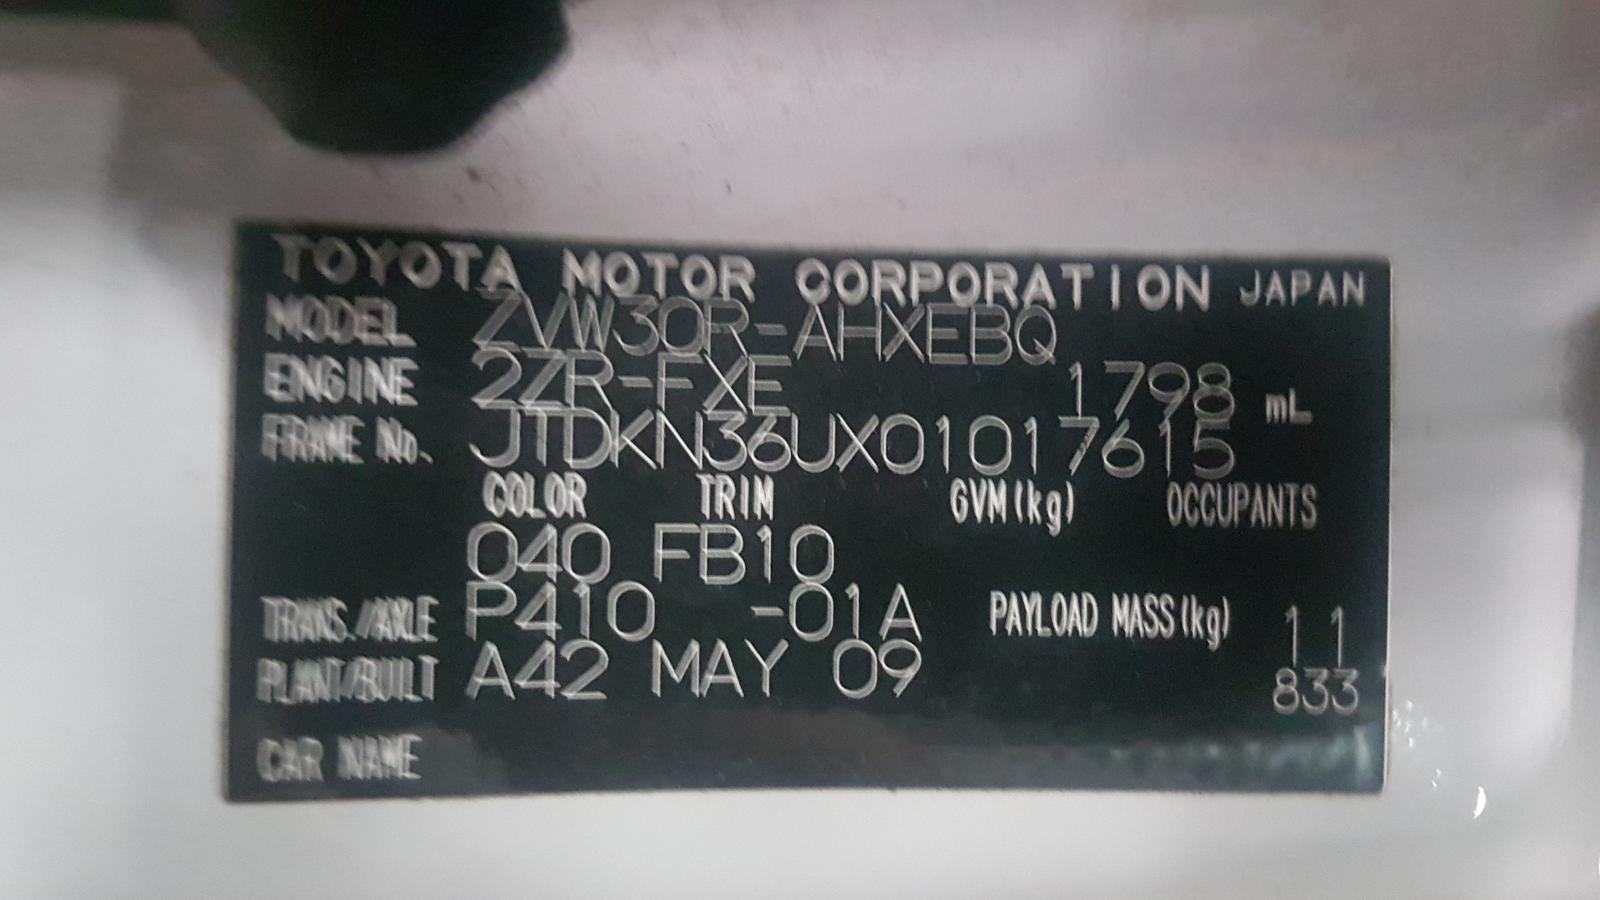 TOYOTA MOTOR CORPORATION JAPAN
MODEL ZVW30R-AHXEBQ
ENGINE 2ZR-FXE 1798 mL
FRAME No. JTDKN36UX01017615
COLOR TRIM GVM(kg) OCCUPANTS
040 FB10
TRANS./AXLE P410 -01A PAYLOAD MASS(kg) 11
PLANT/BUILT A42 MAY 09 833
CAR NAME